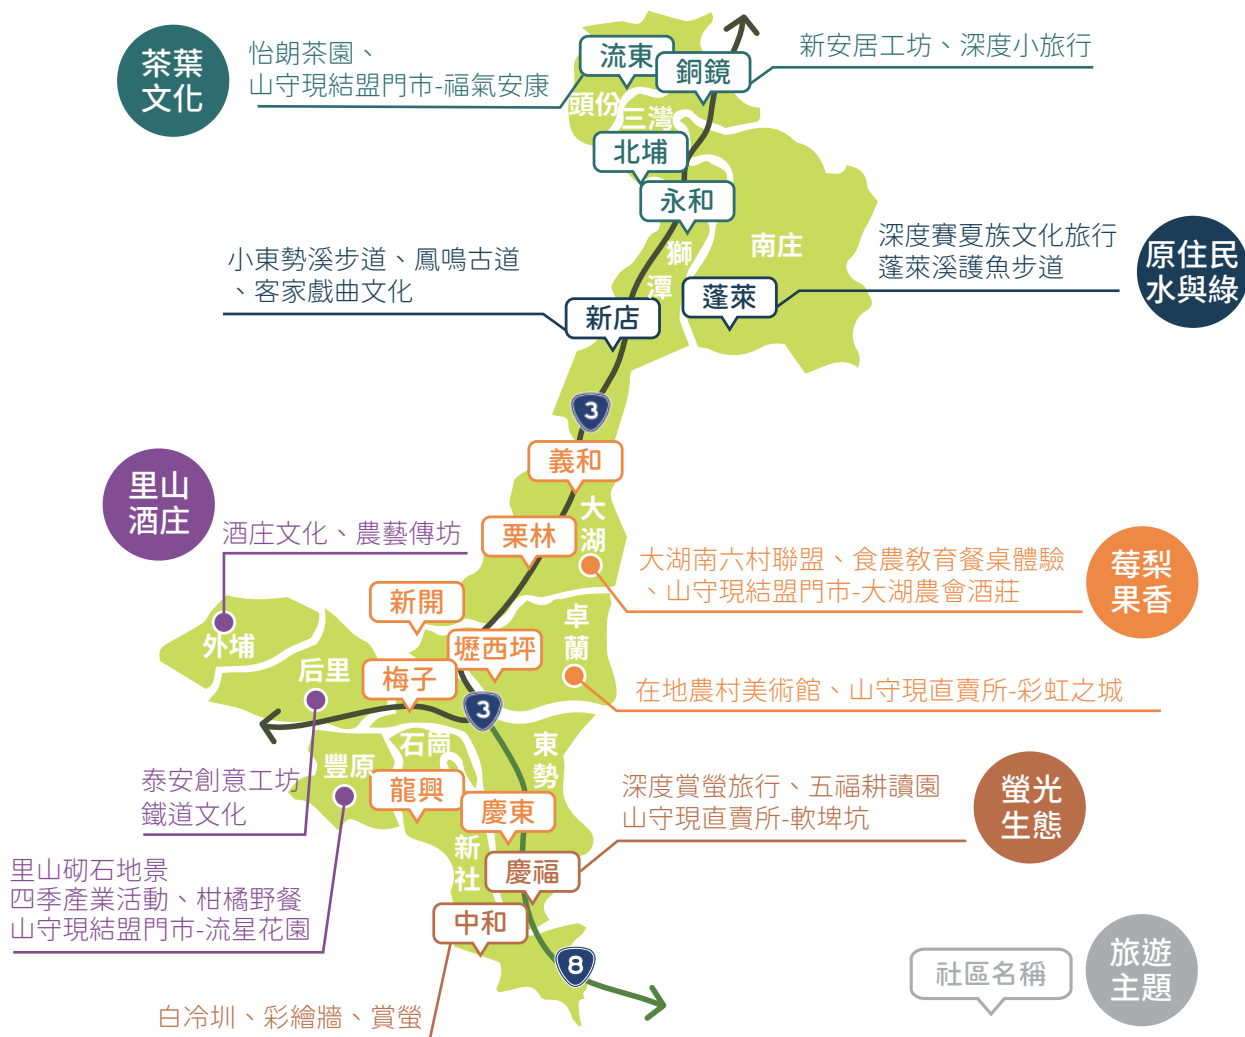 茶葉
文化
怡朗茶園、
山守現結盟門市-福氣安康
流東
銅鏡
新安居工坊、深度小旅行
頭份
三灣
北埔
永和
獅
潭
南庄
深度賽夏族文化旅行
蓬萊溪護魚步道
原住民
水與綠
小東勢溪步道、鳳鳴古道
、客家戲曲文化
新店
蓬萊
3
義和
里山
酒庄
酒庄文化、農藝傳坊
栗林
大
湖
大湖南六村聯盟、食農教育餐桌體驗
、山守現結盟門市-大湖農會酒莊
莓梨
果香
新開
卓
蘭
外埔
后里
壢西坪
梅子
在地農村美術館、山守現直賣所-彩虹之城
3
石崗
東
勢
豐原
泰安創意工坊
鐵道文化
龍興
慶東
深度賞螢旅行、五福耕讀園
山守現直賣所-軟埤坑
螢光
生態
新
社
慶福
里山砌石地景
四季產業活動、柑橘野餐
山守現結盟門市-流星花園
中和
8
社區名稱
旅遊
主題
白冷圳、彩繪牆、賞螢